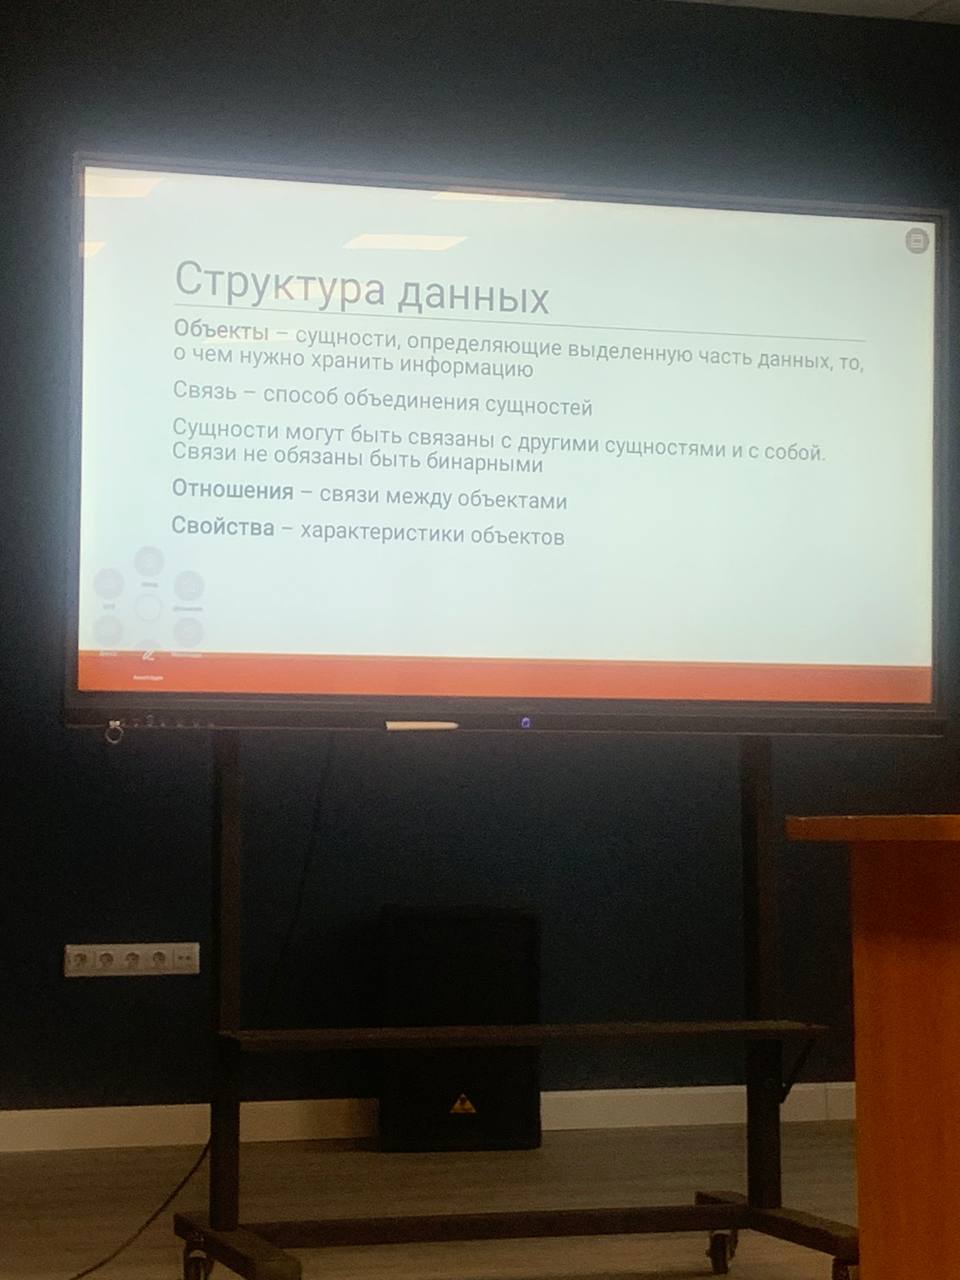 Структура данных
Объекты – сущности, определяющие выделенную часть данных, то,
о чем нужно хранить информацию
Связь – способ объединения сущностей
Сущности могут быть связаны с другими сущностями и с собой.
Связи не обязаны быть бинарными
Отношения – связи между объектами
Свойства – характеристики объектов